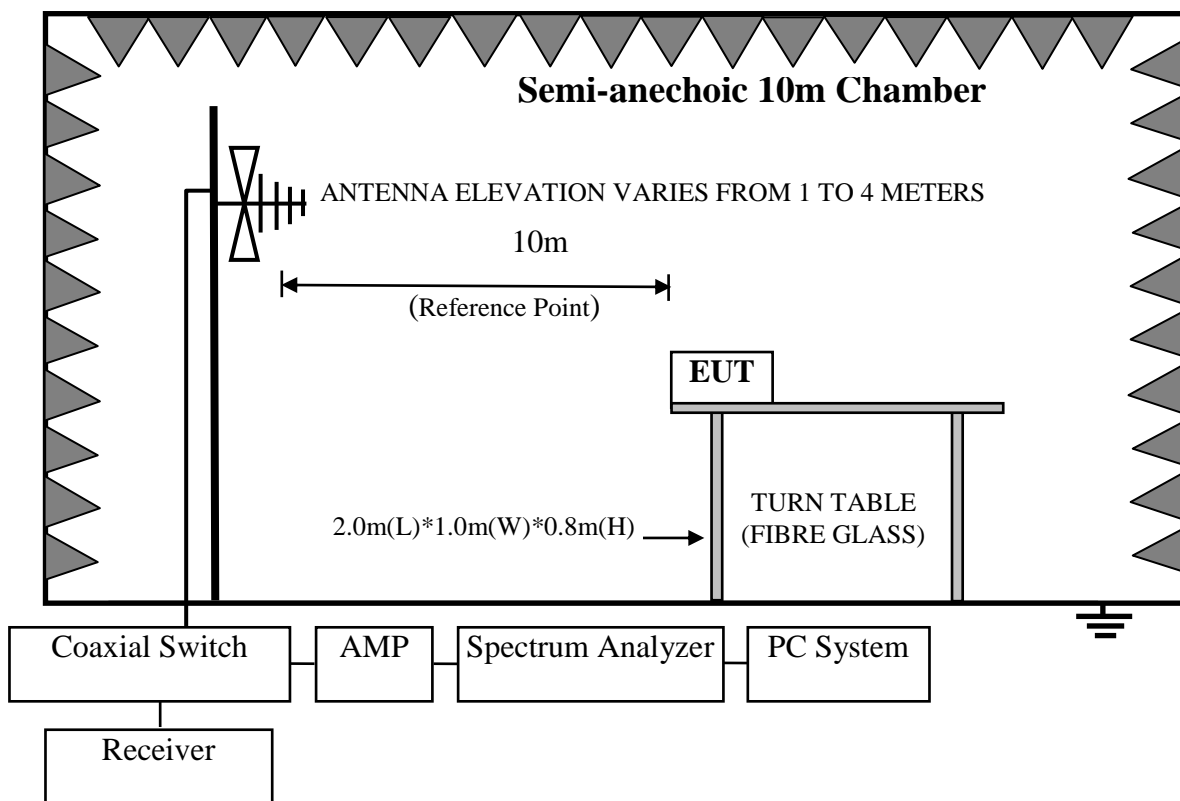 Semi-anechoic 10m Chamber
ANTENNA ELEVATION VARIES FROM 1 TO 4 METERS
10m
(Reference Point)
EUT
2.0m(L)*1.0m(W)*0.8m(H)
TURN TABLE
(FIBRE GLASS)
Coaxial Switch
AMP
Spectrum Analyzer
PC System
Receiver